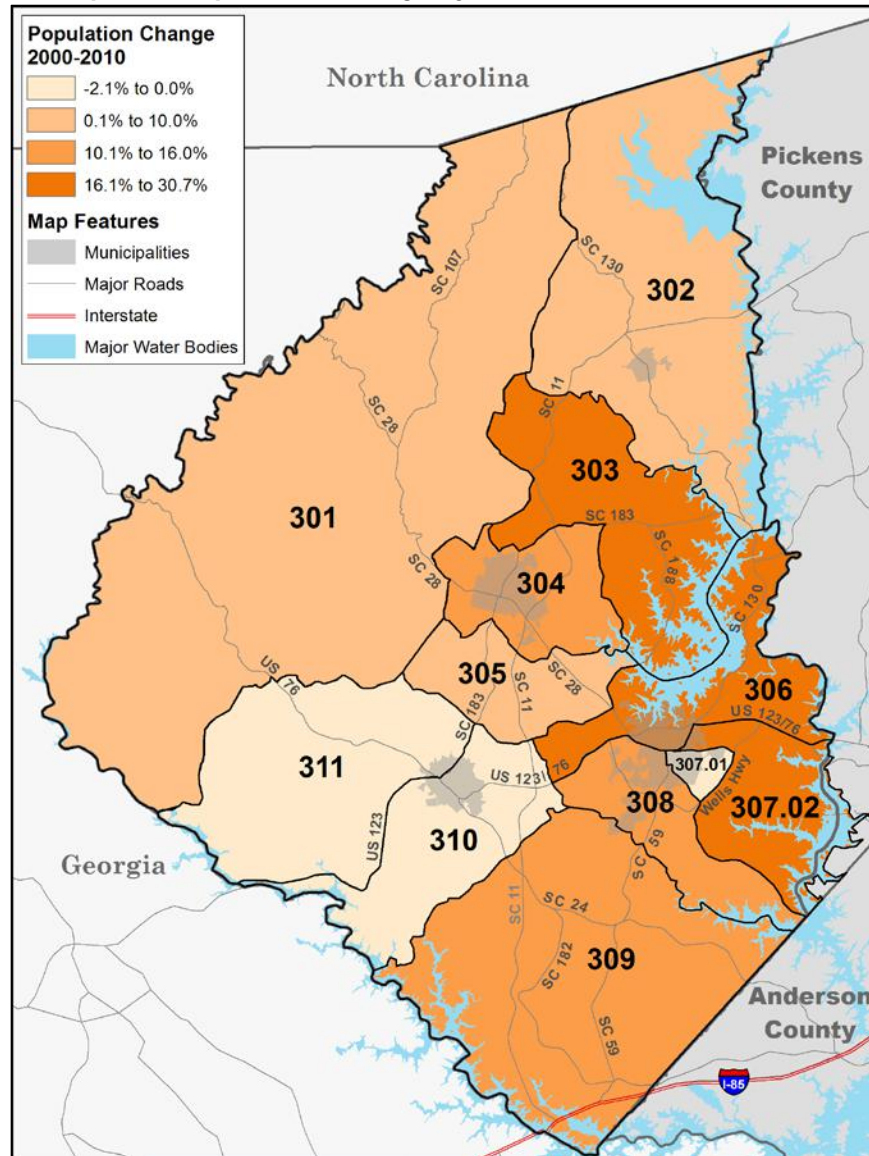 Population Change
2000-2010
-2.1% to 0.0%
0.1% to 10.0%
10.1% to 16.0%
16.1% to 30.7%
Map Features
Municipalities
Major Roads
Interstate
Major Water Bodies
North Carolina
Pickens
County
SC 107
SC 130
302
SC 11
SC 28
303
301
SC 183
SC 188
SC 28
304
SC 130
305
SC 28
SC 183
SC 11
306
US 76
US 123/76
311
307.01
US 123/76
Wells Hwy
308
307.02
US 123
310
SC 59
Georgia
SC 11
SC 24
309
SC 182
Anderson
County
SC 59
I-85